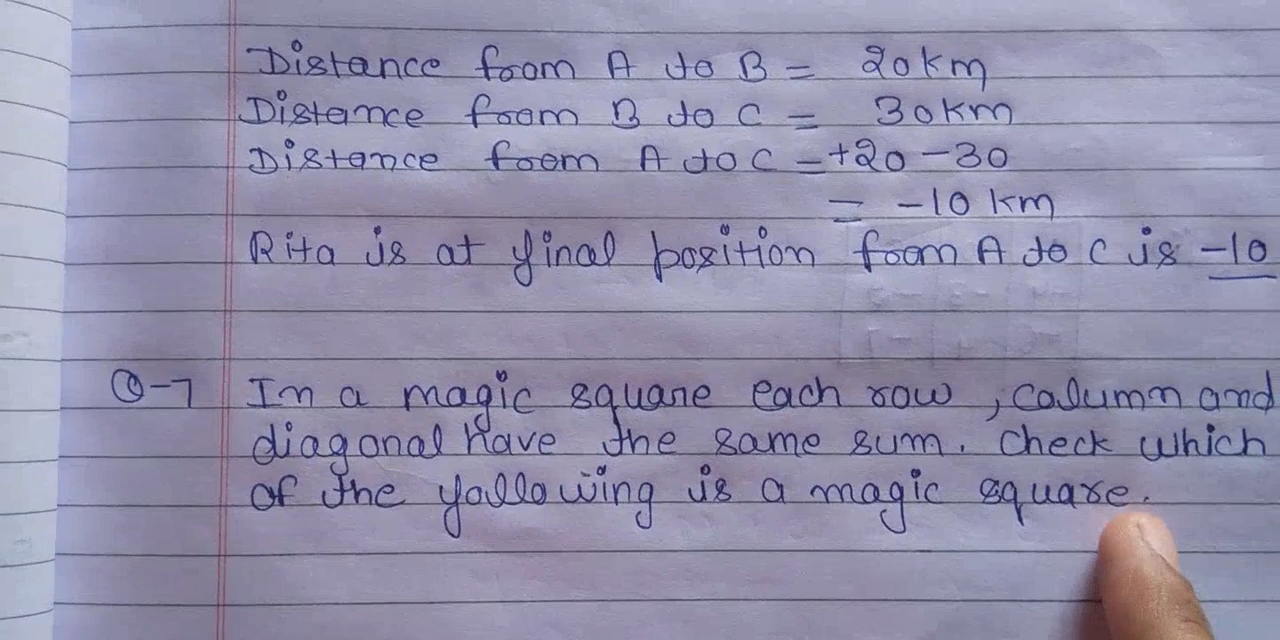 Distance from A to B = 20km
Distance from B to C = 30km
Distance from A to C = +20 -30
= -10 km
Rita is at final position from A to C is -10
Q-7 In a magic square each row, column and
diagonal have the same sum. Check which
of the following is a magic square.